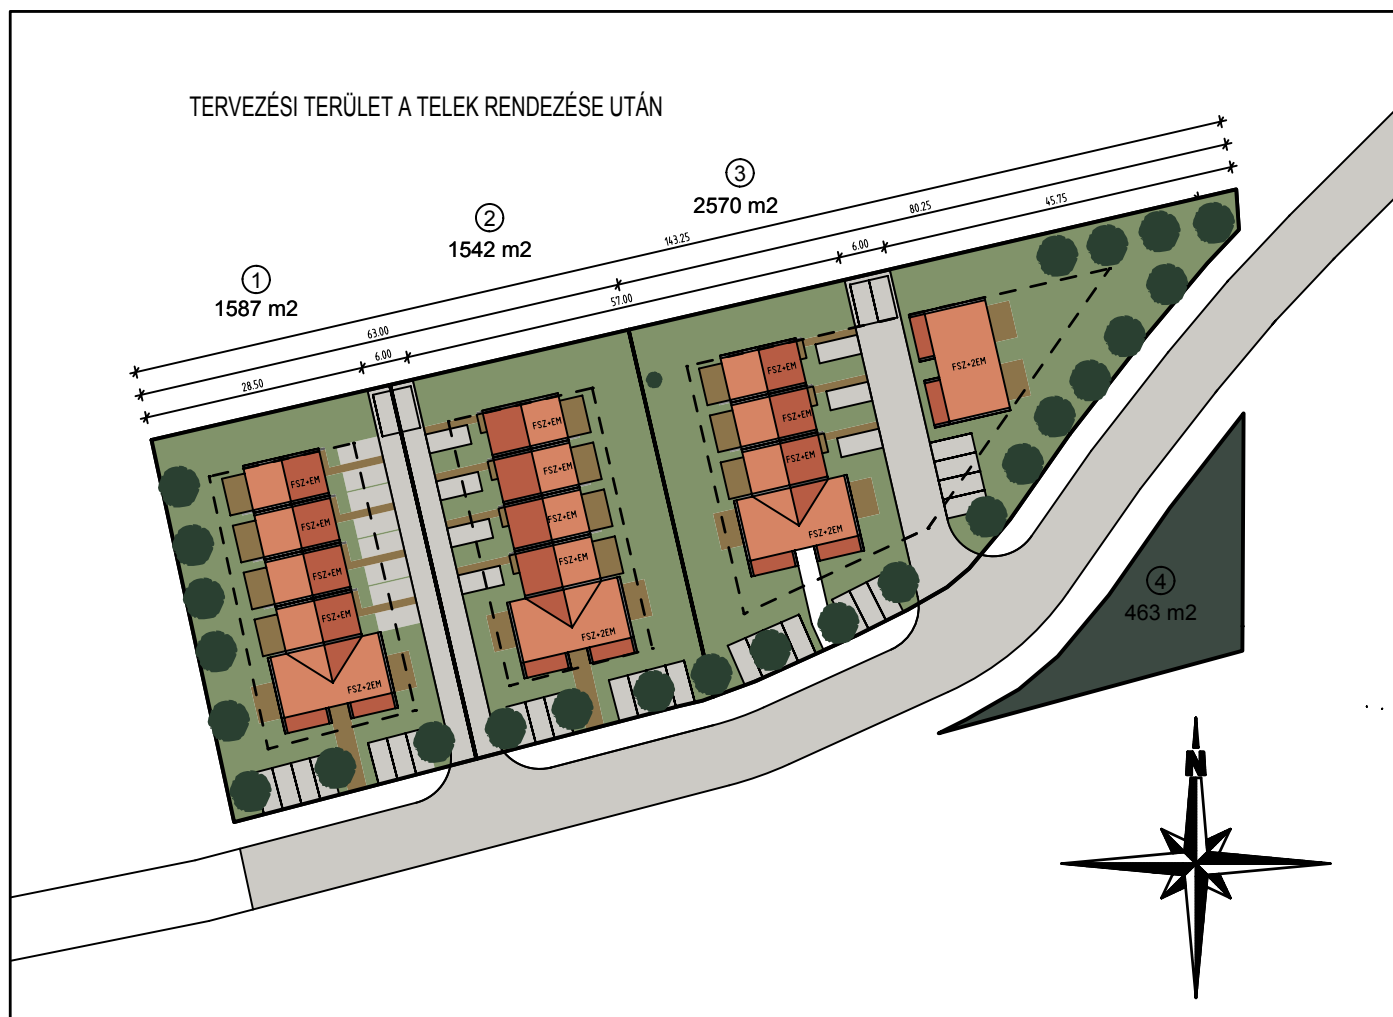 TERVEZÉSI TERÜLET A TELEK RENDEZÉSE UTÁN
3
2570 m2
2
1542 m2
1
1587 m2
143.25
80.25
45.75
63.00
57.00
6.00
28.50
6.00
FSZ+EM
FSZ+EM
FSZ+EM
FSZ+EM
FSZ+2EM
FSZ+EM
FSZ+EM
FSZ+EM
FSZ+EM
FSZ+2EM
FSZ+EM
FSZ+EM
FSZ+EM
FSZ+2EM
FSZ+2EM
4
463 m2
N